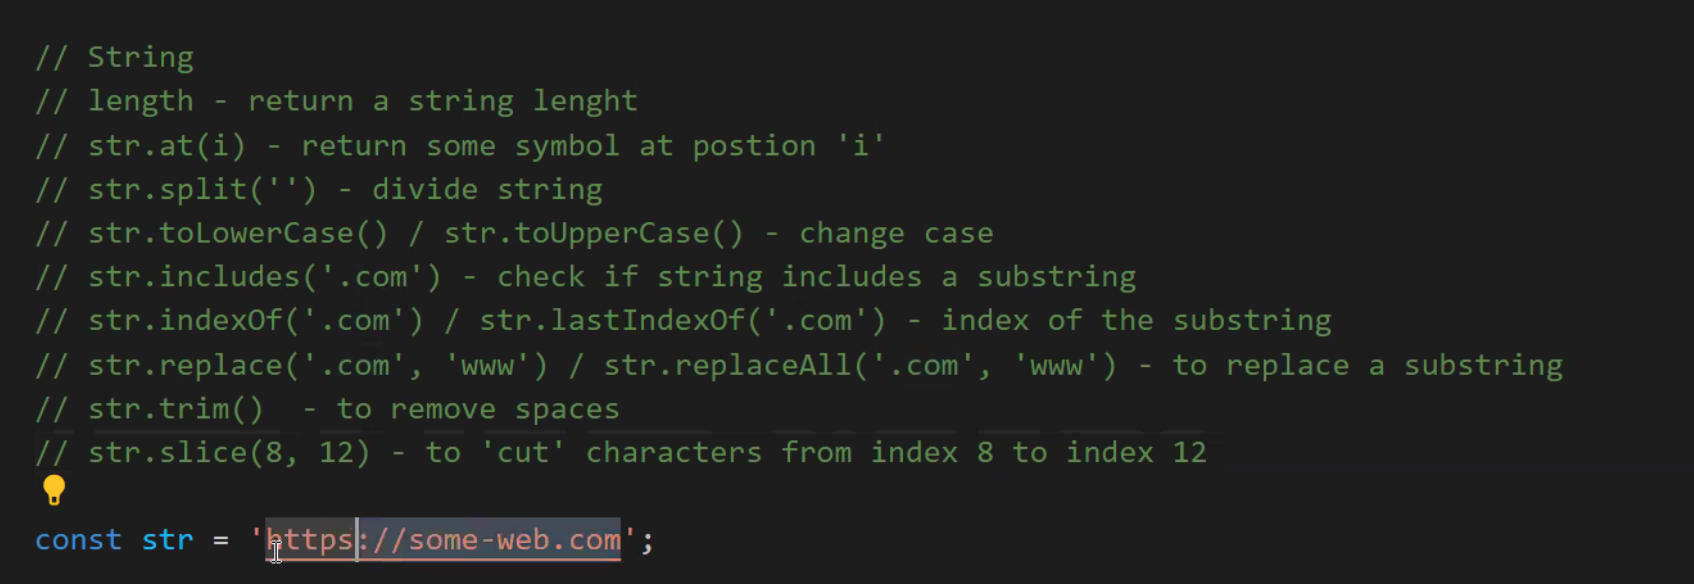 // String
// length - return a string lenght
// str.at(i) - return some symbol at postion 'i'
// str.split('') - divide string
// str.toLowerCase() / str.toUpperCase() - change case
// str.includes('.com') - check if string includes a substring
// str.indexOf('.com') / str.lastIndexOf('.com') - index of the substring
// str.replace('.com', 'www') / str.replaceAll('.com', 'www') - to replace a substring
// str.trim()  - to remove spaces
// str.slice(8, 12) - to 'cut' characters from index 8 to index 12
const str = 'https://some-web.com';